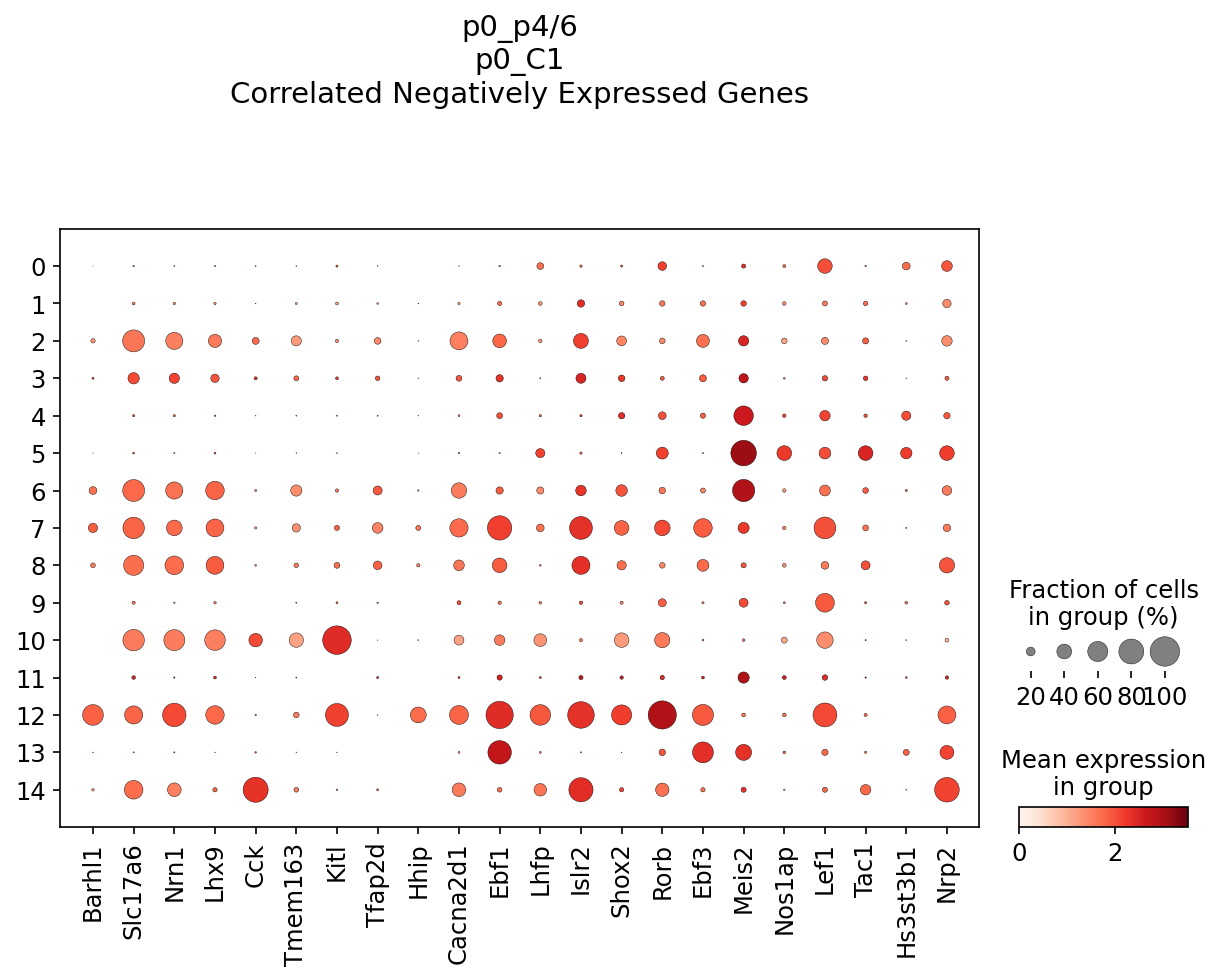 p0_p4/6
p0_C1
Correlated Negatively Expressed Genes
0
1
2
3
4
5
6
7
8
9
10
11
12
13
14
Barhl1
Slc17a6
Nrn1
Lhx9
Cck
Tmem163
Kitl
Tfap2d
Hhip
Cacna2d1
Ebf1
Lhfp
Islr2
Shox2
Rorb
Ebf3
Meis2
Nos1ap
Lef1
Tac1
Hs3st3b1
Nrp2
Fraction of cells
in group (%)
20 40 60 80 100
Mean expression
in group
0 2